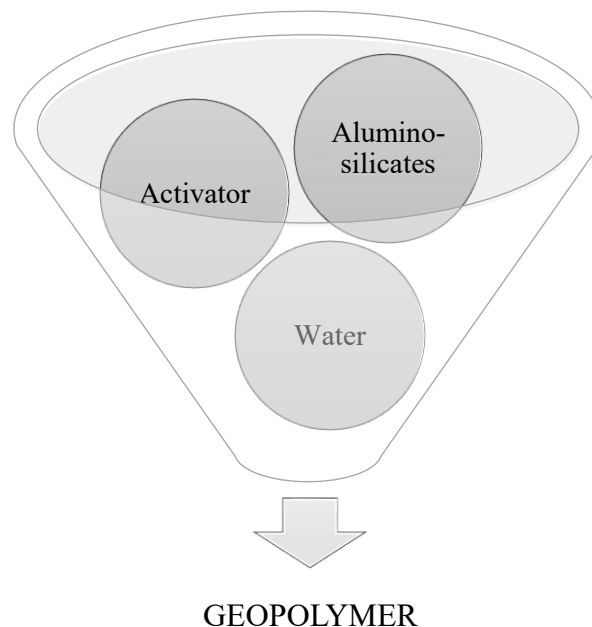 Alumino-
silicates
Activator
Water
GEOPOLYMER